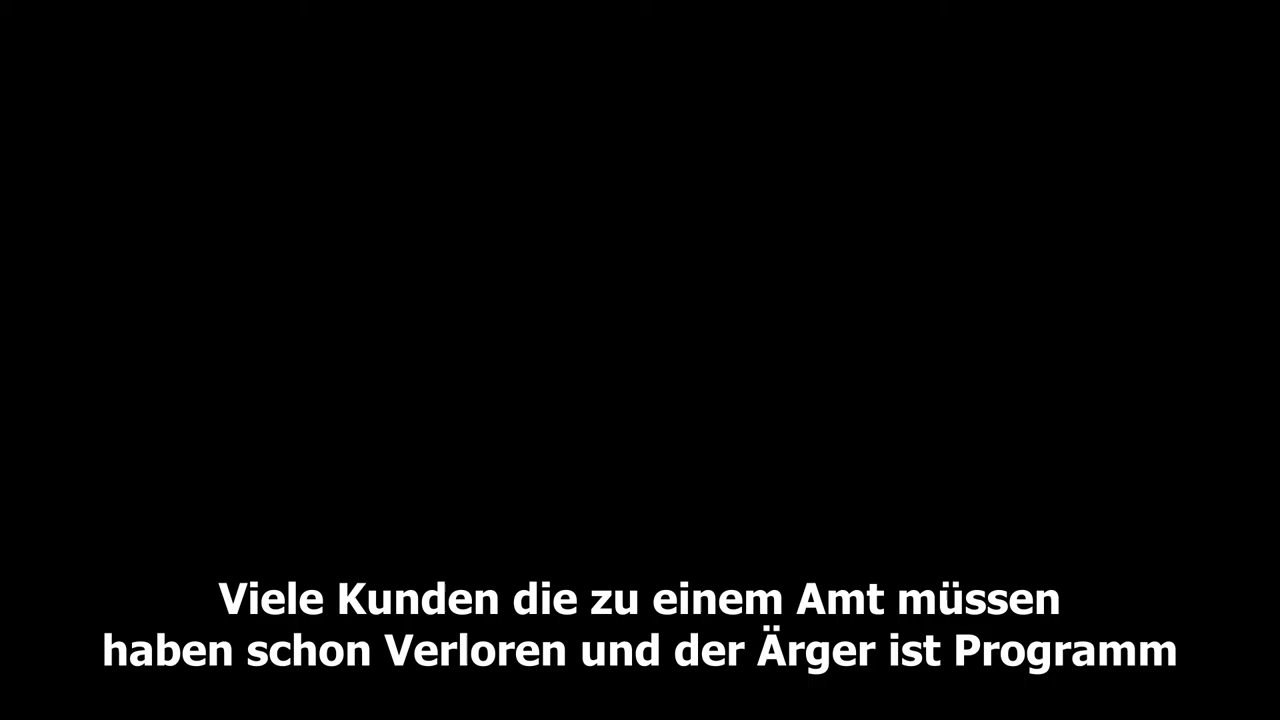 Viele Kunden die zu einem Amt müssen
haben schon Verloren und der Ärger ist Programm